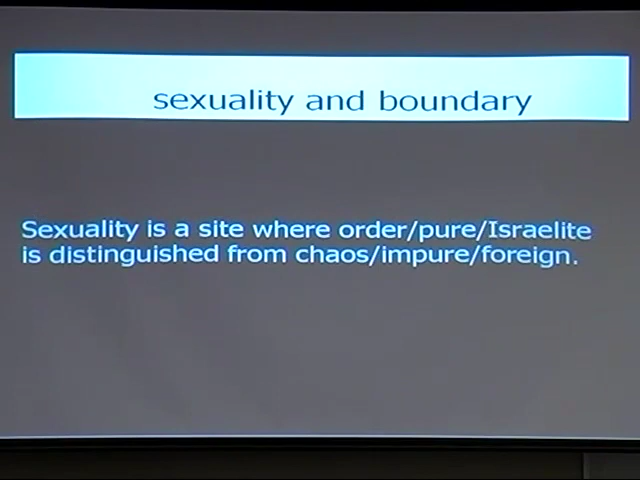 sexuality and boundary
Sexuality is a site where order/pure/Israelite
is distinguished from chaos/impure/foreign.